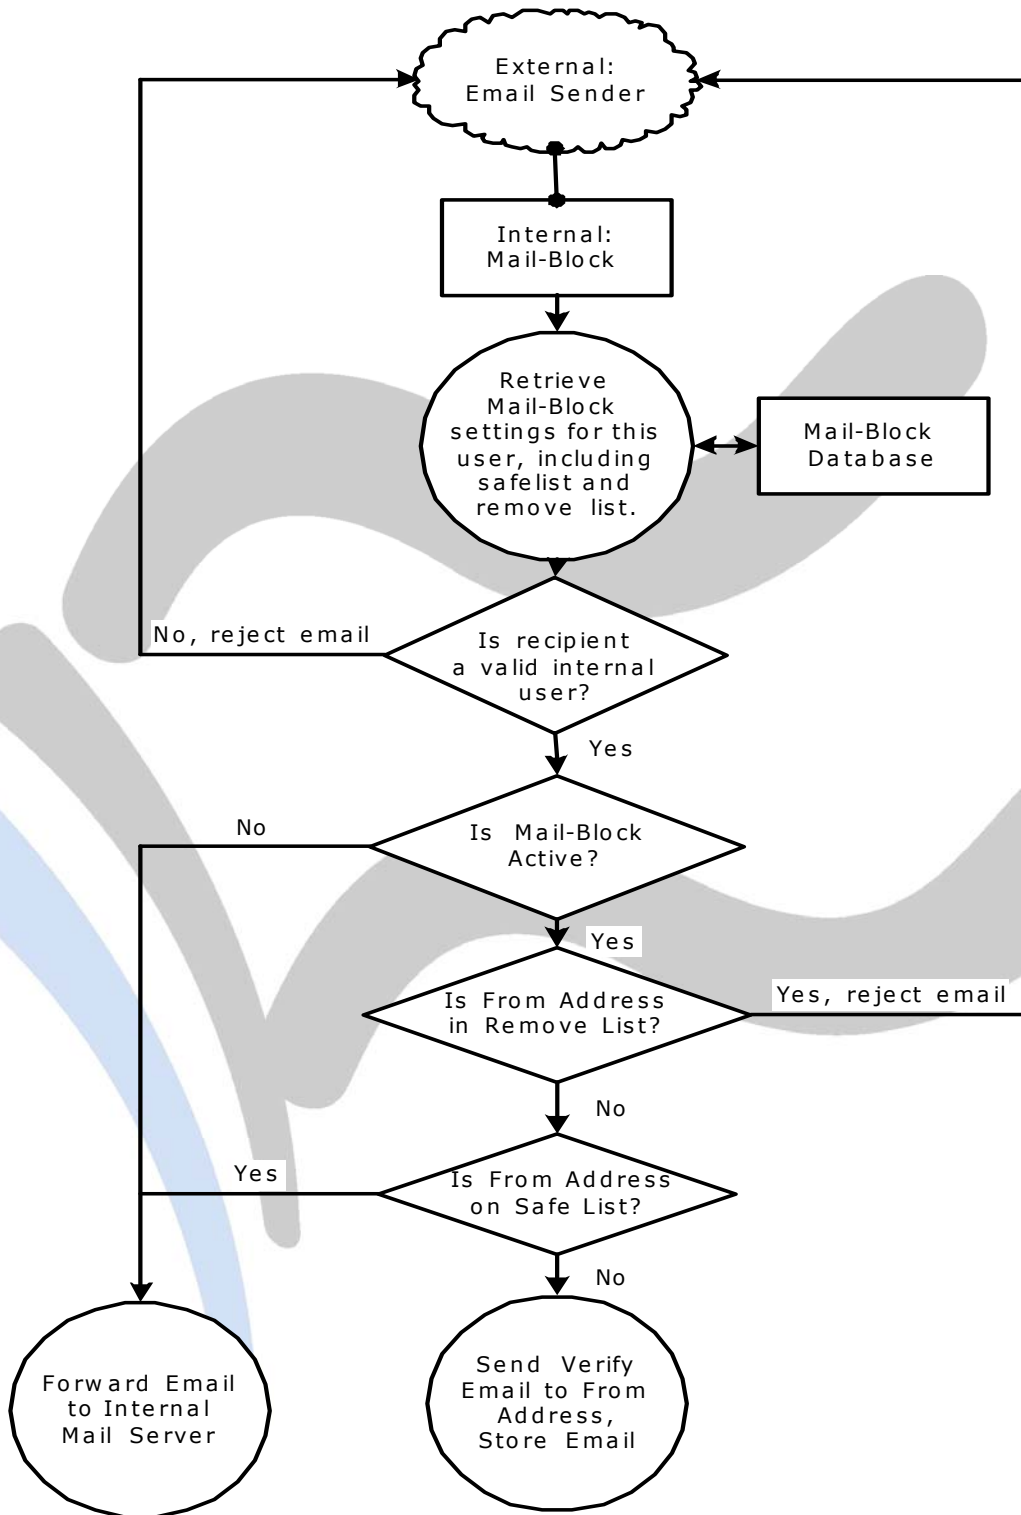 External:
Email Sender
Internal:
Mail-Block
Retrieve
Mail-Block
settings for this
user, including
safelist and
remove list.
Mail-Block
Database
No, reject email
Is recipient
a valid internal
user?
Yes
No
Is Mail-Block
Active?
Yes
Is From Address
in Remove List?
Yes, reject email
No
Yes
Is From Address
on Safe List?
No
Forward Email
to Internal
Mail Server
Send Verify
Email to From
Address,
Store Email